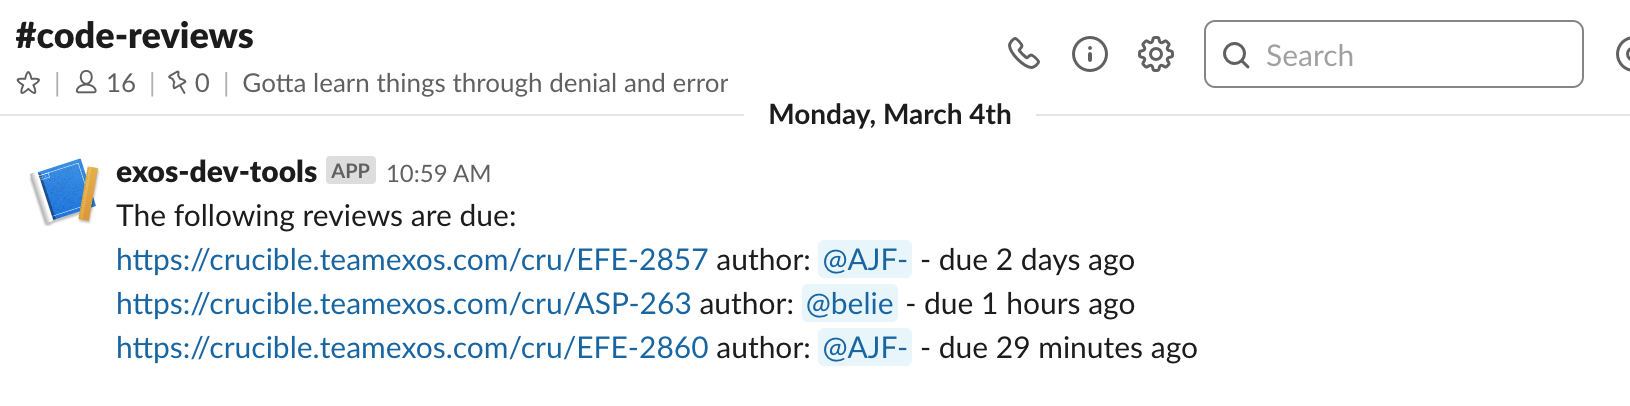 #code-reviews
16 | 0 | Gotta learn things through denial and error
Search
Monday, March 4th
exos-dev-tools APP 10:59 AM
The following reviews are due:
https://crucible.teamexos.com/cru/EFE-2857 author: @AJF- - due 2 days ago
https://crucible.teamexos.com/cru/ASP-263 author: @belie - due 1 hours ago
https://crucible.teamexos.com/cru/EFE-2860 author: @AJF- - due 29 minutes ago